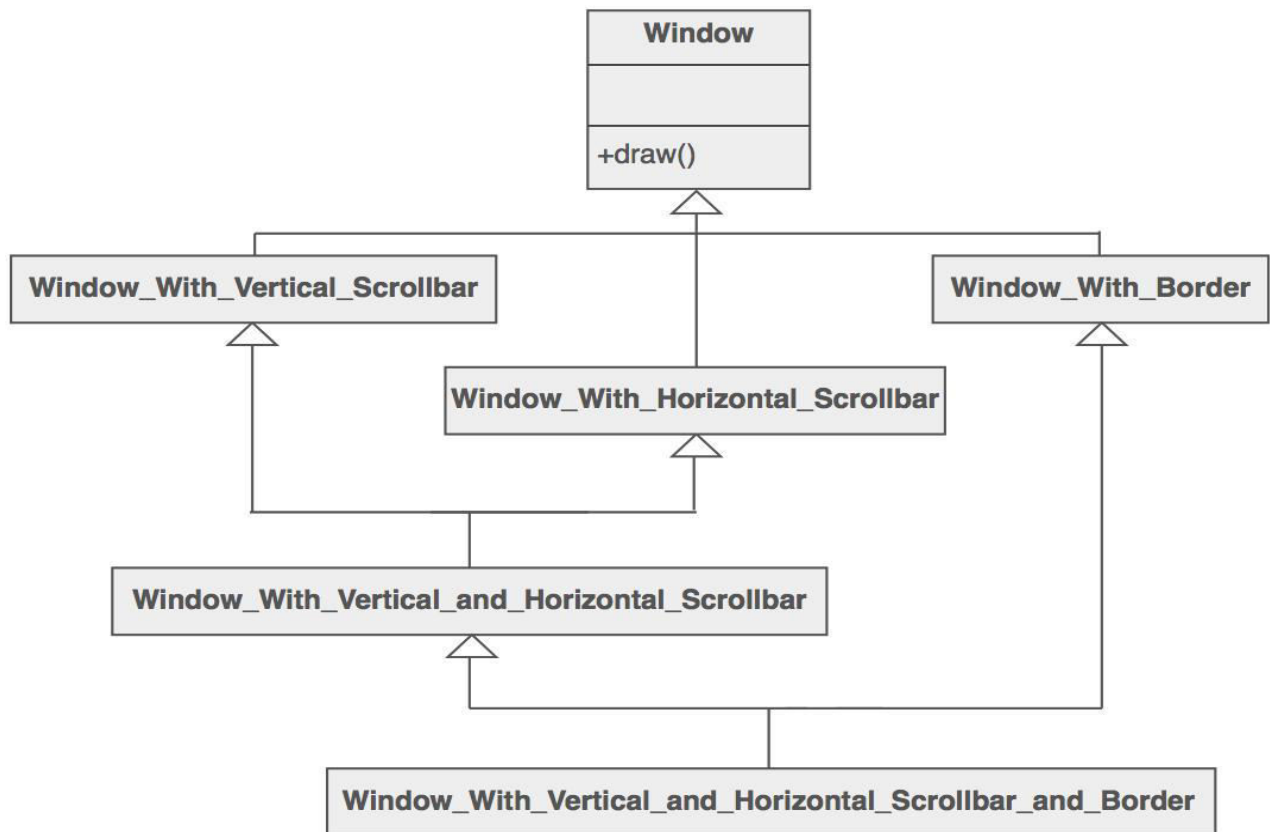 Window
+draw()
Window_With_Vertical_Scrollbar
Window_With_Border
Window_With_Horizontal_Scrollbar
Window_With_Vertical_and_Horizontal_Scrollbar
Window_With_Vertical_and_Horizontal_Scrollbar_and_Border